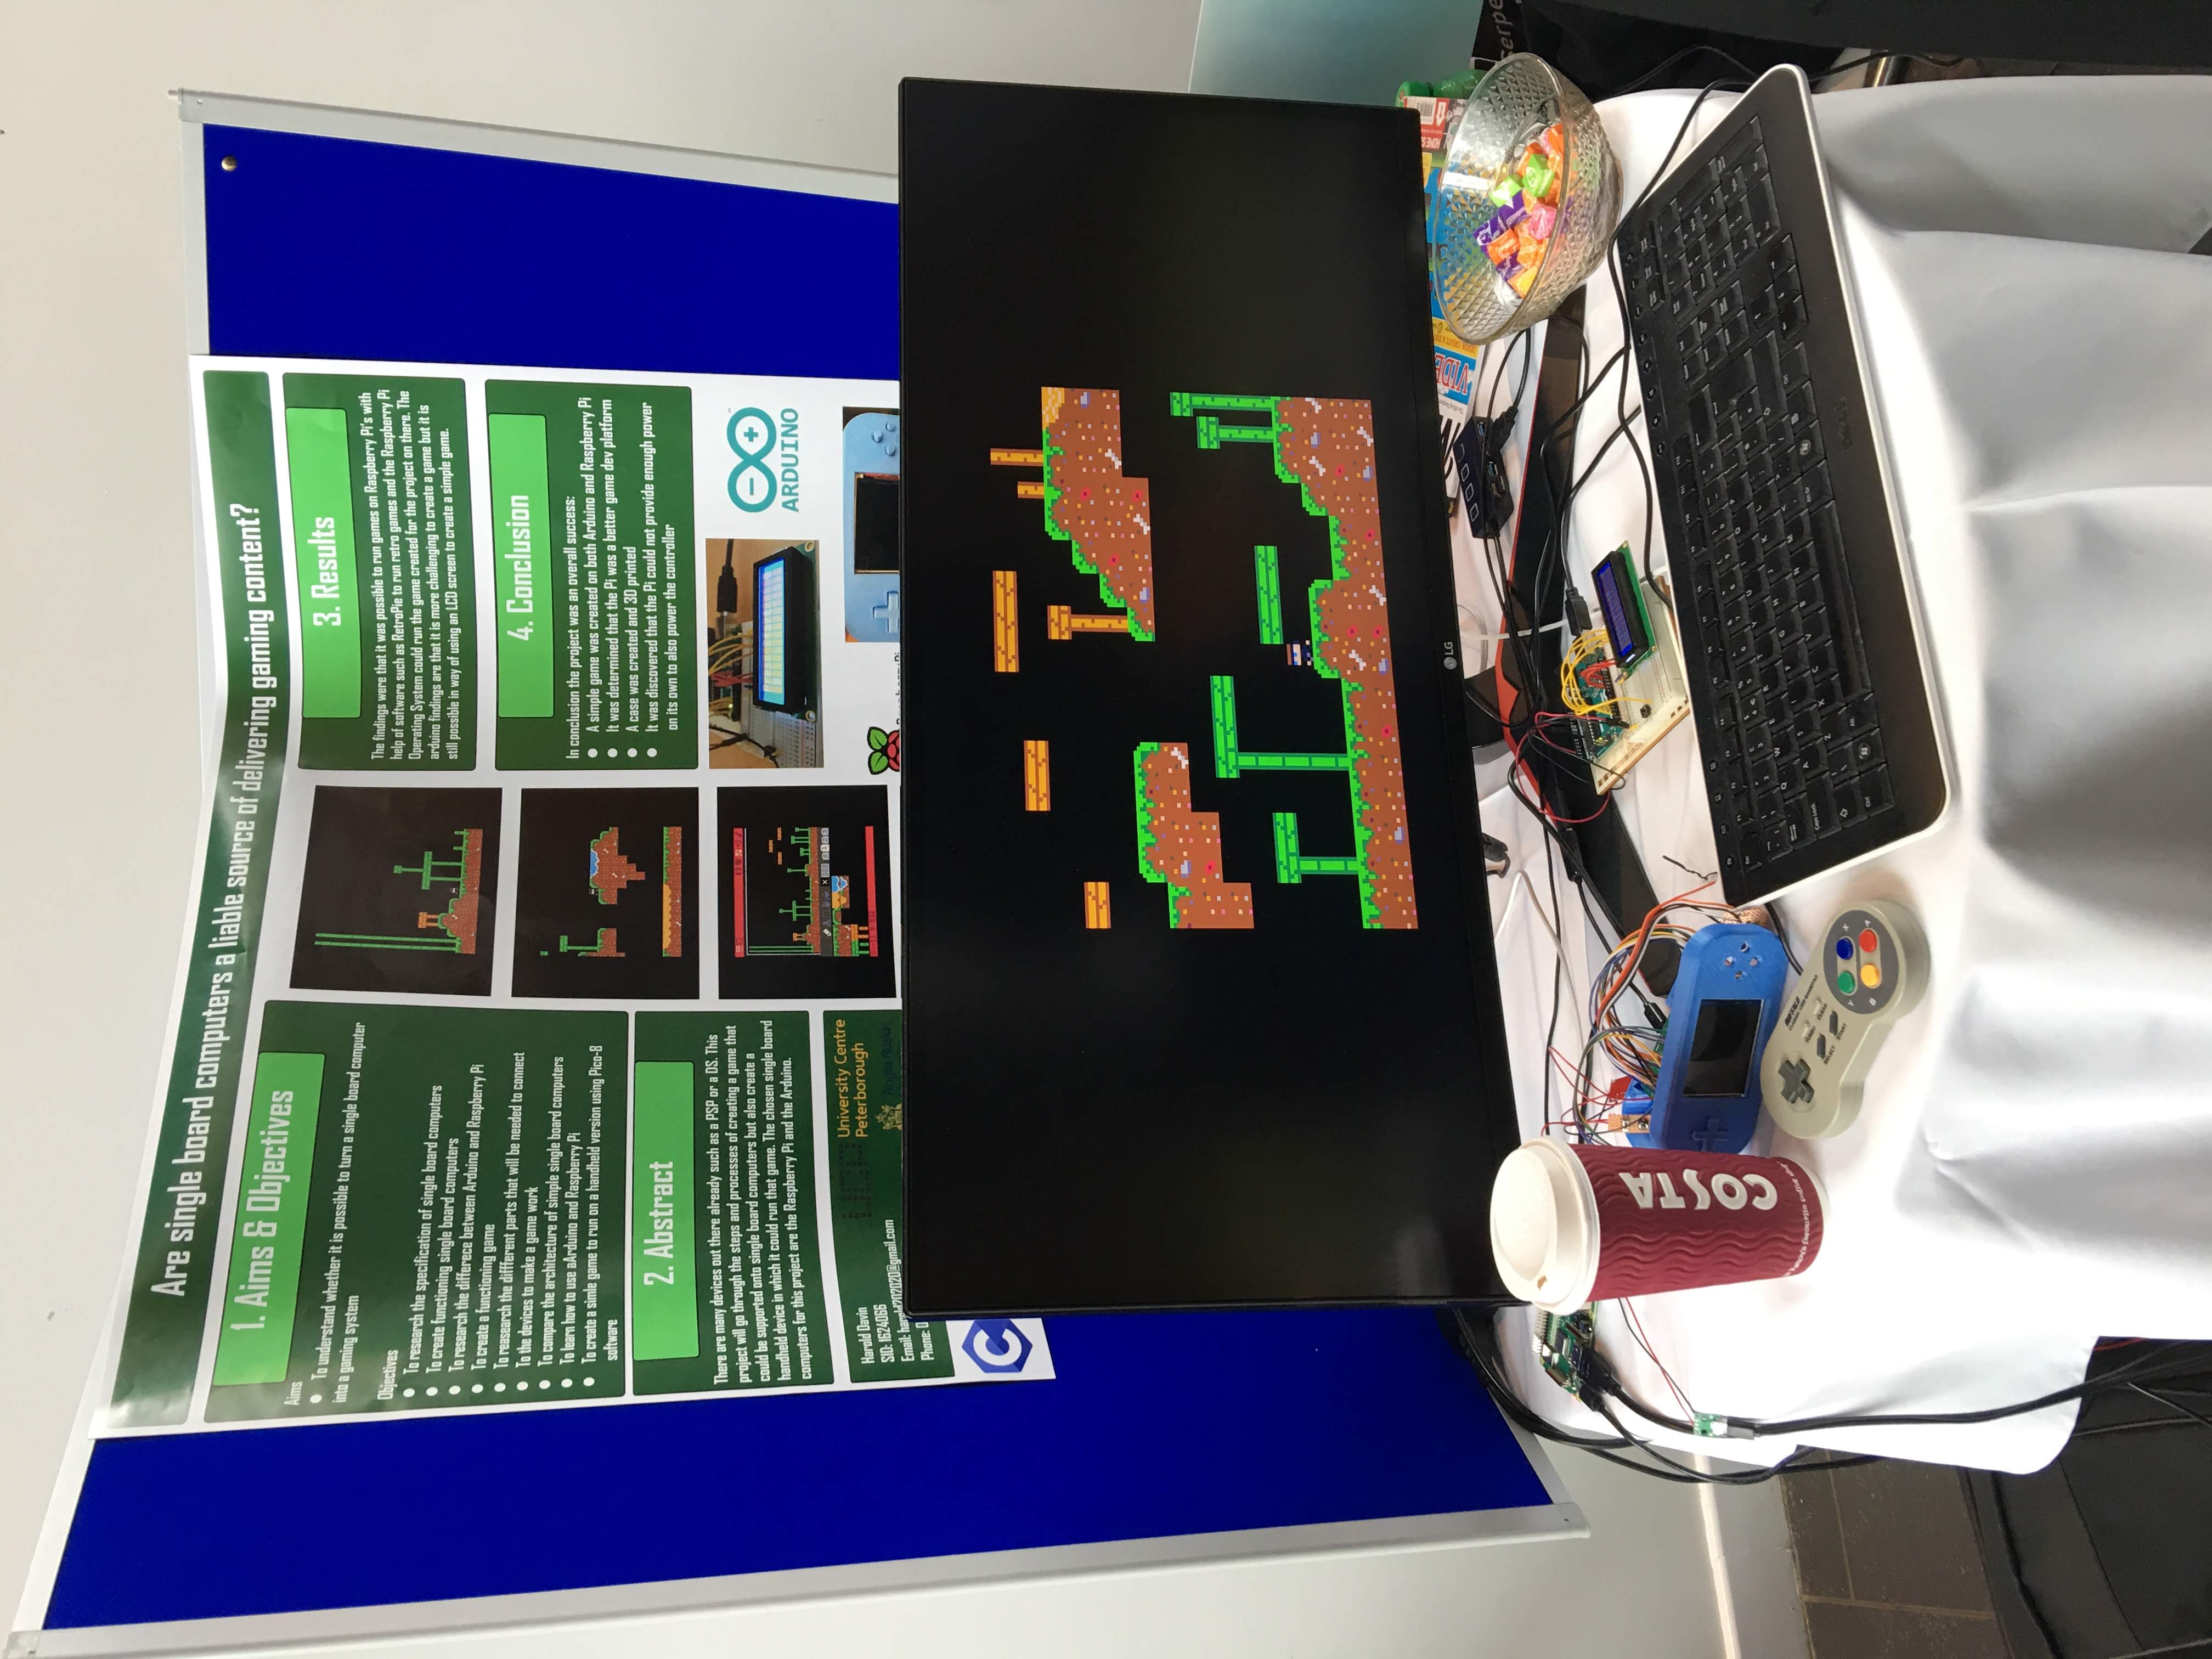 Are single board computers a liable source of delivering gaming content?
1. Aims & Objectives
Aims
● To understand whether it is possible to turn a single board computer
into a gaming system
Objectives
● To research the specification of single board computers
● To create functioning single board computers
● To research the differece between Arduino and Raspberry Pi
● To create a functioning game
● To reasearch the diffferent parts that will be needed to connect
● To the devices to make a game work
● To compare the architecture of simple single board computers
● To learn how to use aArduino and Raspberry Pi
● To create a simle game to run on a handheld version using Pico-8
software
2. Abstract
There are many devices out there already such as a PSP or a DS. This
project will go through the steps and processes of creating a game that
could be supported onto single board computers but also create a
handheld device in which it could run that game. The chosen single board
computers for this project are the Raspberry Pi and the Arduino.
Harold Davin
SID: 1624066
Email: harold202020@gmail.com
Phone: 0
UCP
University Centre
Peterborough
Anglia Ruskin
C
3. Results
The findings were that it was possible to run games on Raspberry Pi's with
help of software such as RetroPie to run retro games and the Raspberry Pi
Operating System could run the game created for the project on there. The
arduino findings are that it is more challenging to create a game but it is
still possible in way of using an LCD screen to create a simple game.
4. Conclusion
In conclusion the project was an overall success:
● A simple game was created on both Arduino and Raspberry Pi
● It was determined that the Pi was a better game dev platform
● A case was created and 3D printed
● It was discovered that the Pi could not provide enough power
on its own to also power the controller
ARDUINO
Raspberry Pi
LG
COSTA
BUFFALO
CLASSIC USB GAMEPAD
TURBO CLEAR
SELECT START
X
Y
A
B
DELL
VIDE
Serpe